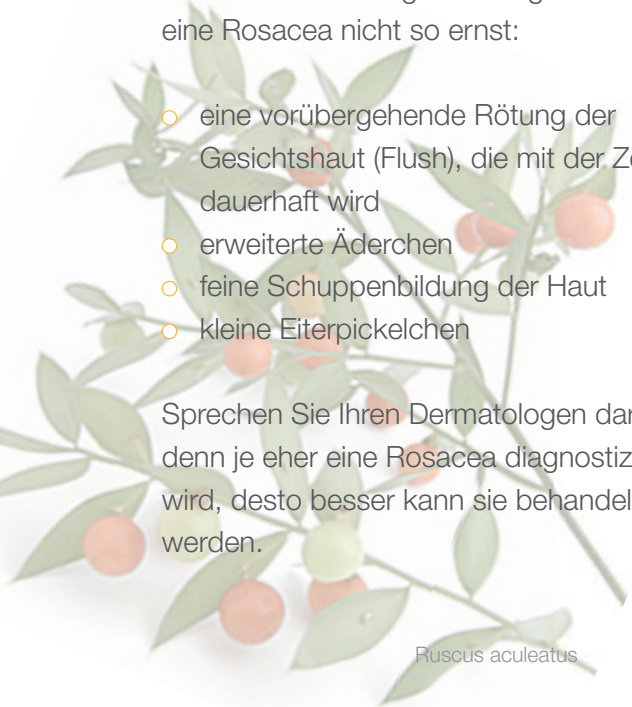 eine Rosacea nicht so ernst:
eine vorübergehende Rötung der
Gesichtshaut (Flush), die mit der
dauerhaft wird
erweiterte Äderchen
feine Schuppenbildung der Haut
kleine Eiterpickelchen
Sprechen Sie Ihren Dermatologen
denn je eher eine Rosacea
wird, desto besser kann sie
werden.
Ruscus aculeatus